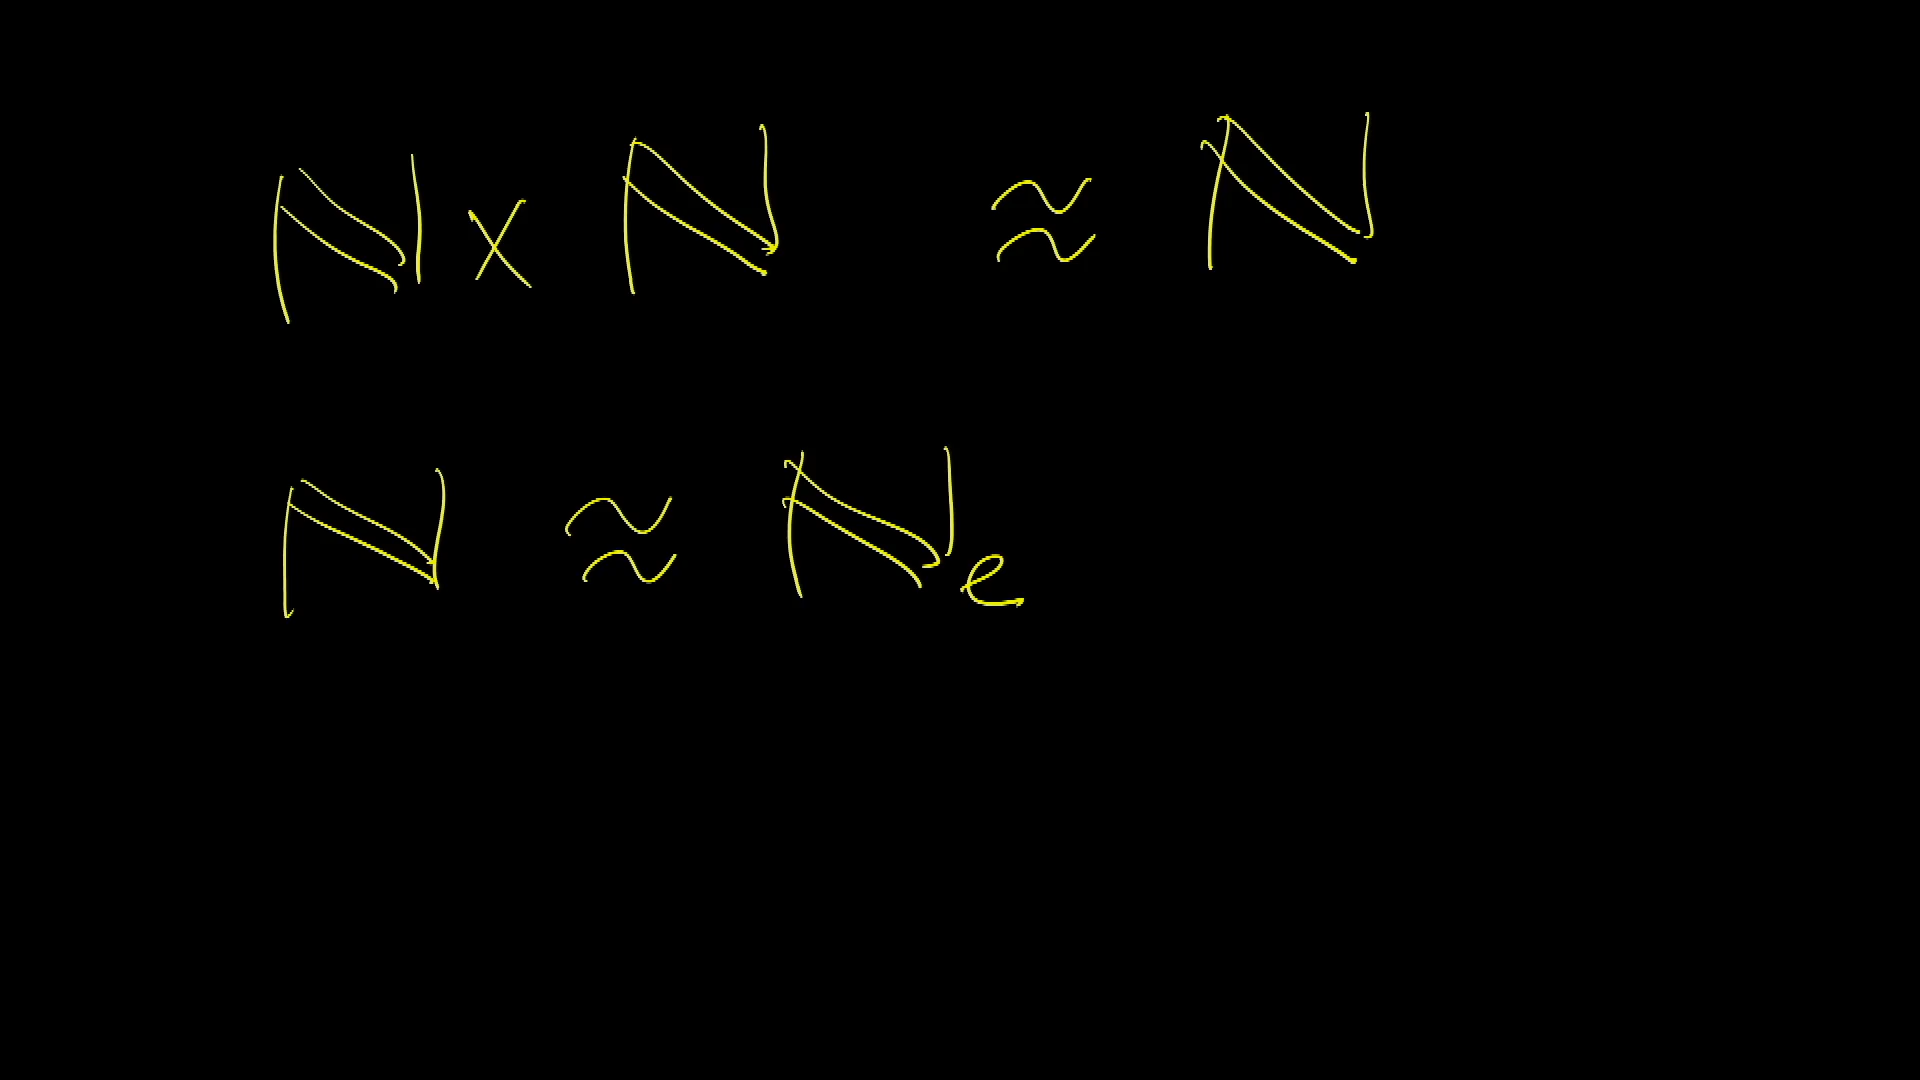 ℕ × ℕ ≈ ℕ
ℕ ≈ ℕₑ